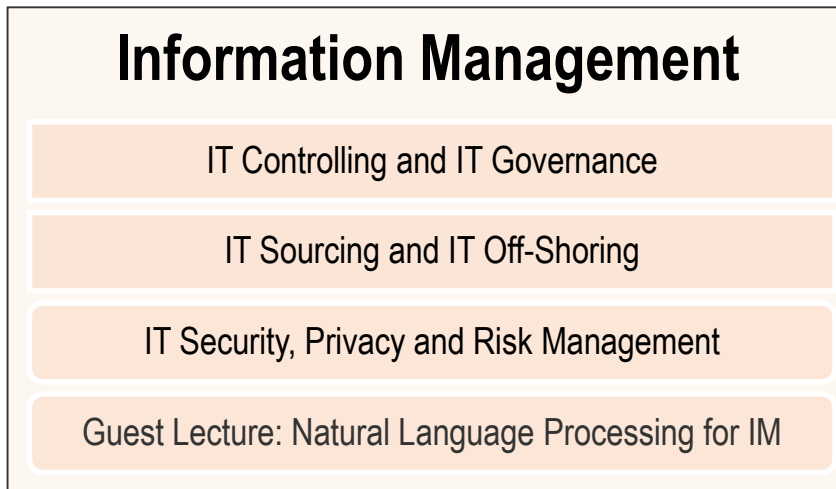 Information Management
IT Controlling and IT Governance
IT Sourcing and IT Off-Shoring
IT Security, Privacy and Risk Management
Guest Lecture: Natural Language Processing for IM